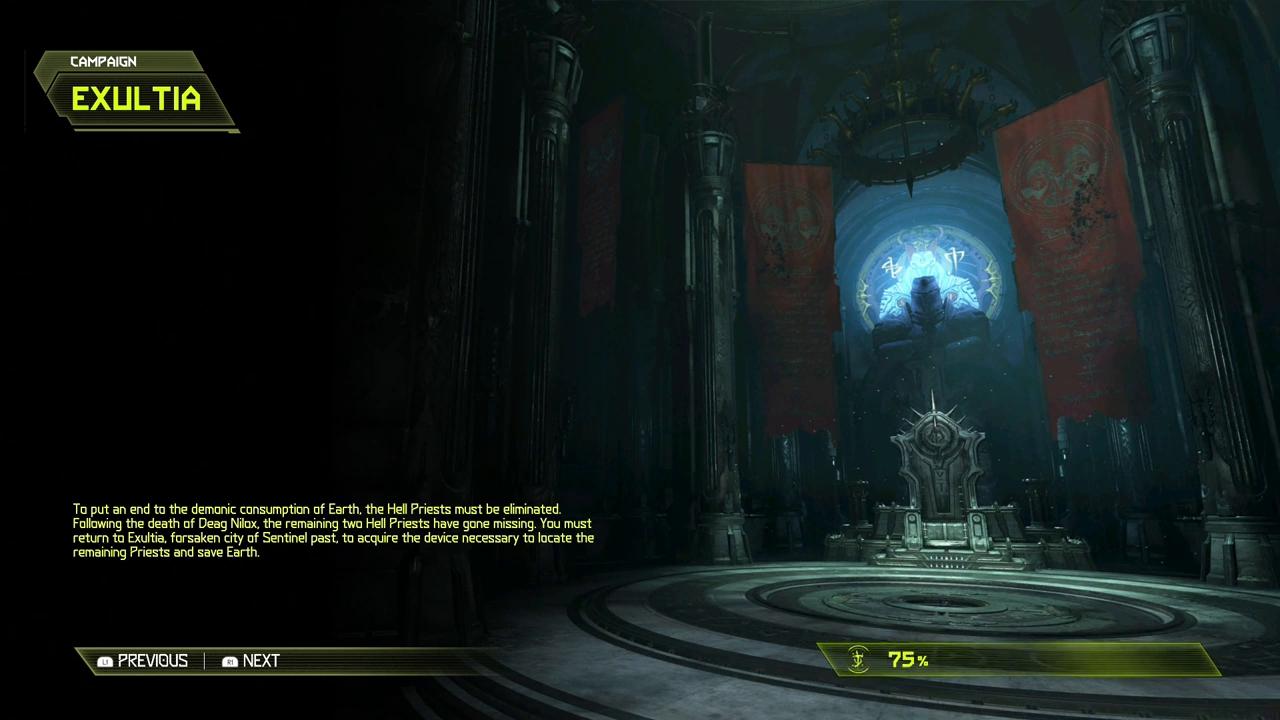 CAMPAIGN
EXULTIA
To put an end to the demonic consumption of Earth, the Hell Priests must be eliminated.
Following the death of Deag Nilox, the remaining two Hell Priests have gone missing. You must
return to Exultia, forsaken city of Sentinel past, to acquire the device necessary to locate the
remaining Priests and save Earth.
L1 PREVIOUS | R1 NEXT
75%